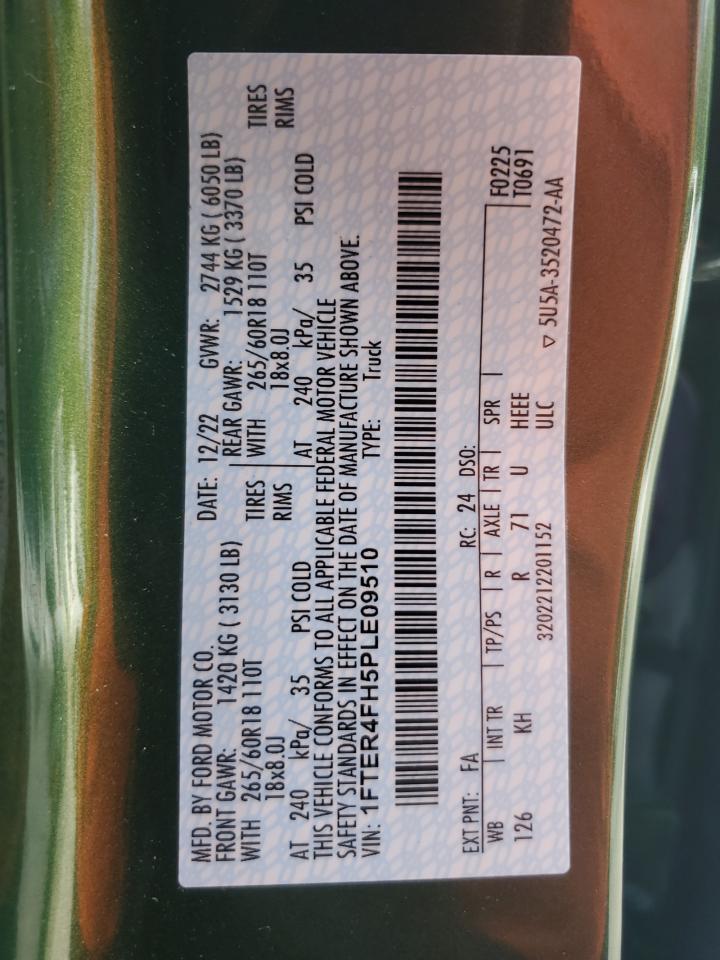 MFD. BY FORD MOTOR CO. DATE: 12/22 GVWR: 2744 KG ( 6050 LB)
FRONT GAWR: 1420 KG ( 3130 LB) REAR GAWR: 1529 KG ( 3370 LB)
WITH 265/60R18 110T TIRES WITH 265/60R18 110T TIRES
18x8.0J RIMS 18x8.0J RIMS
AT 240 kPa/ 35 PSI COLD AT 240 kPa/ 35 PSI COLD
THIS VEHICLE CONFORMS TO ALL APPLICABLE FEDERAL MOTOR VEHICLE
SAFETY STANDARDS IN EFFECT ON THE DATE OF MANUFACTURE SHOWN ABOVE.
VIN: 1FTER4FH5PLE09510 TYPE: Truck
EXT PNT: FA RC: 24 DSO: F0225
WB INT TR TP/PS R AXLE TR SPR T0691
126 KH R 71 U HEEE
3202212201152 ULC ▽ 5U5A-3520472-AA